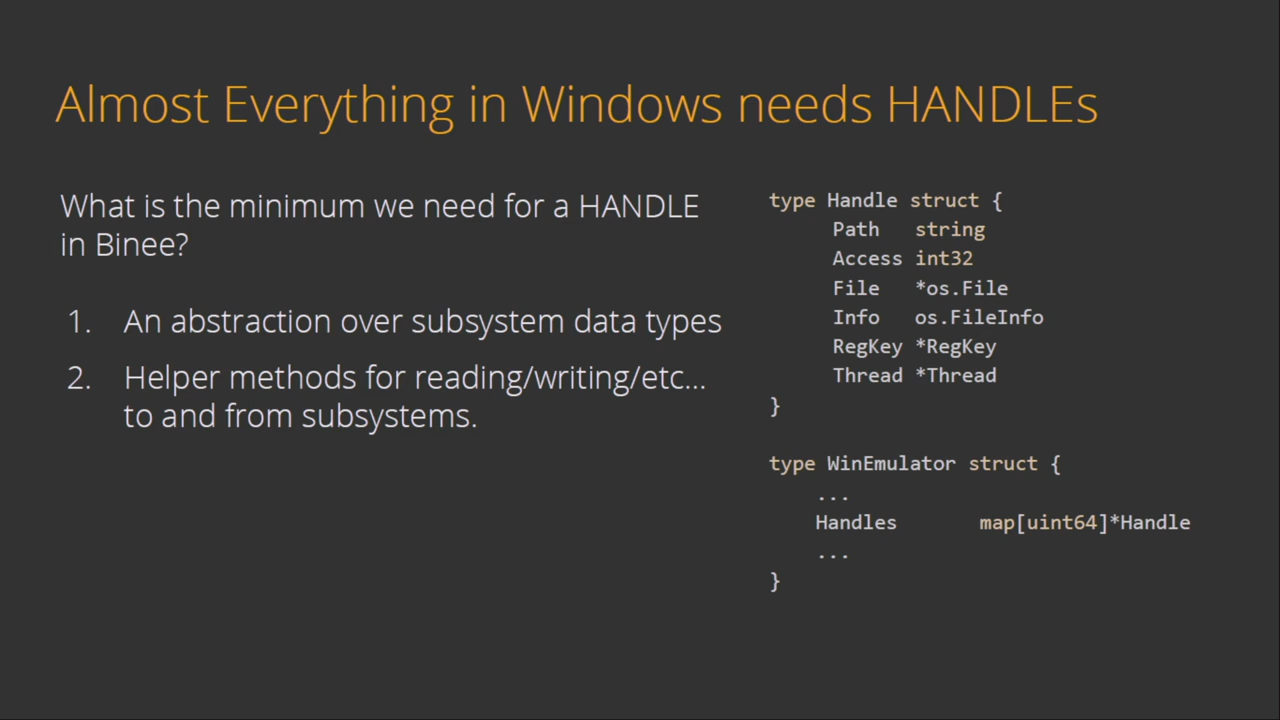 Almost Everything in Windows needs HANDLEs
What is the minimum we need for a HANDLE
in Binee?
1. An abstraction over subsystem data types
2. Helper methods for reading/writing/etc...
to and from subsystems.
type Handle struct {
Path string
Access int32
File *os.File
Info os.FileInfo
RegKey *RegKey
Thread *Thread
}
type WinEmulator struct {
...
Handles map[uint64]*Handle
...
}